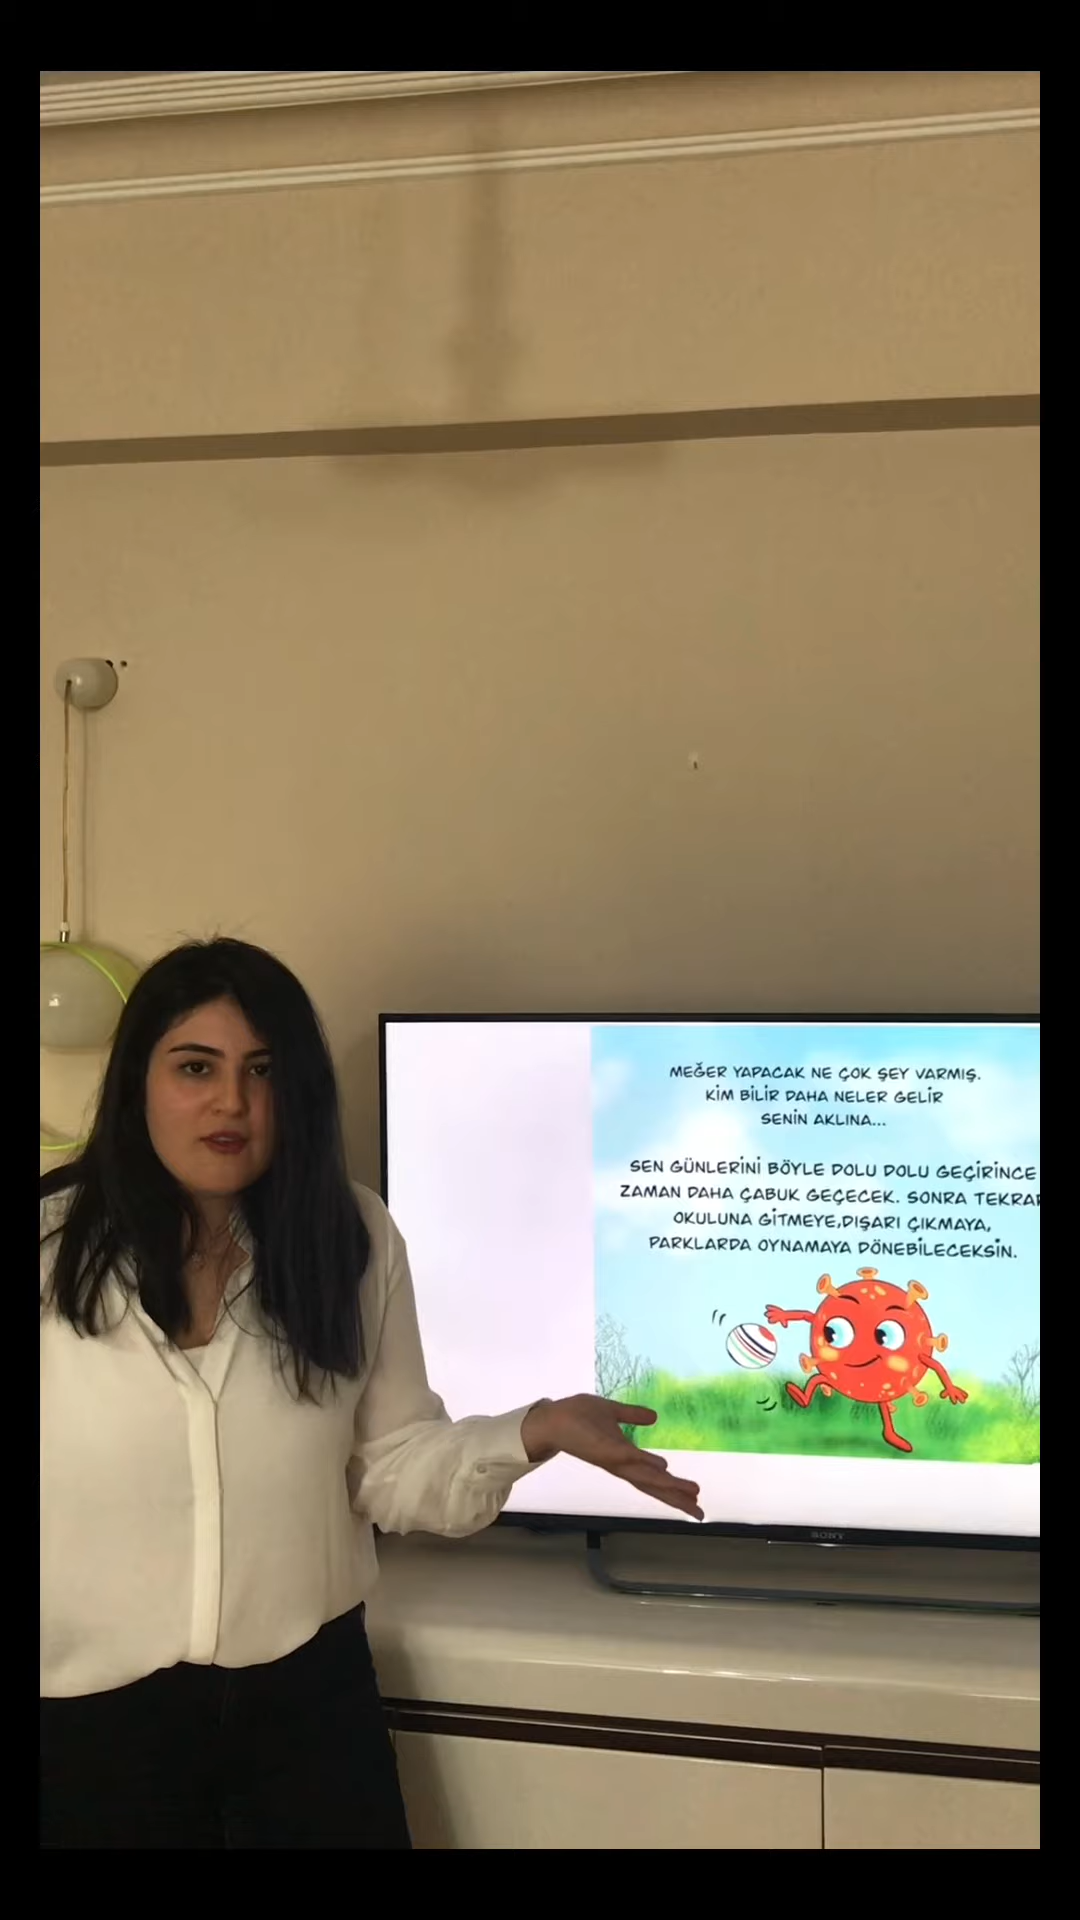 MEĞER YAPACAK NE ÇOK ŞEY VARMIŞ.
KİM BİLİR DAHA NELER GELİR
SENİN AKLINA...
SEN GÜNLERİNİ BÖYLE DOLU DOLU GEÇİRİNCE
ZAMAN DAHA ÇABUK GEÇECEK. SONRA TEKRAR
OKULUNA GİTMEYE,DIŞARI ÇIKMAYA,
PARKLARDA OYNAMAYA DÖNEBİLECEKSİN.
SONY